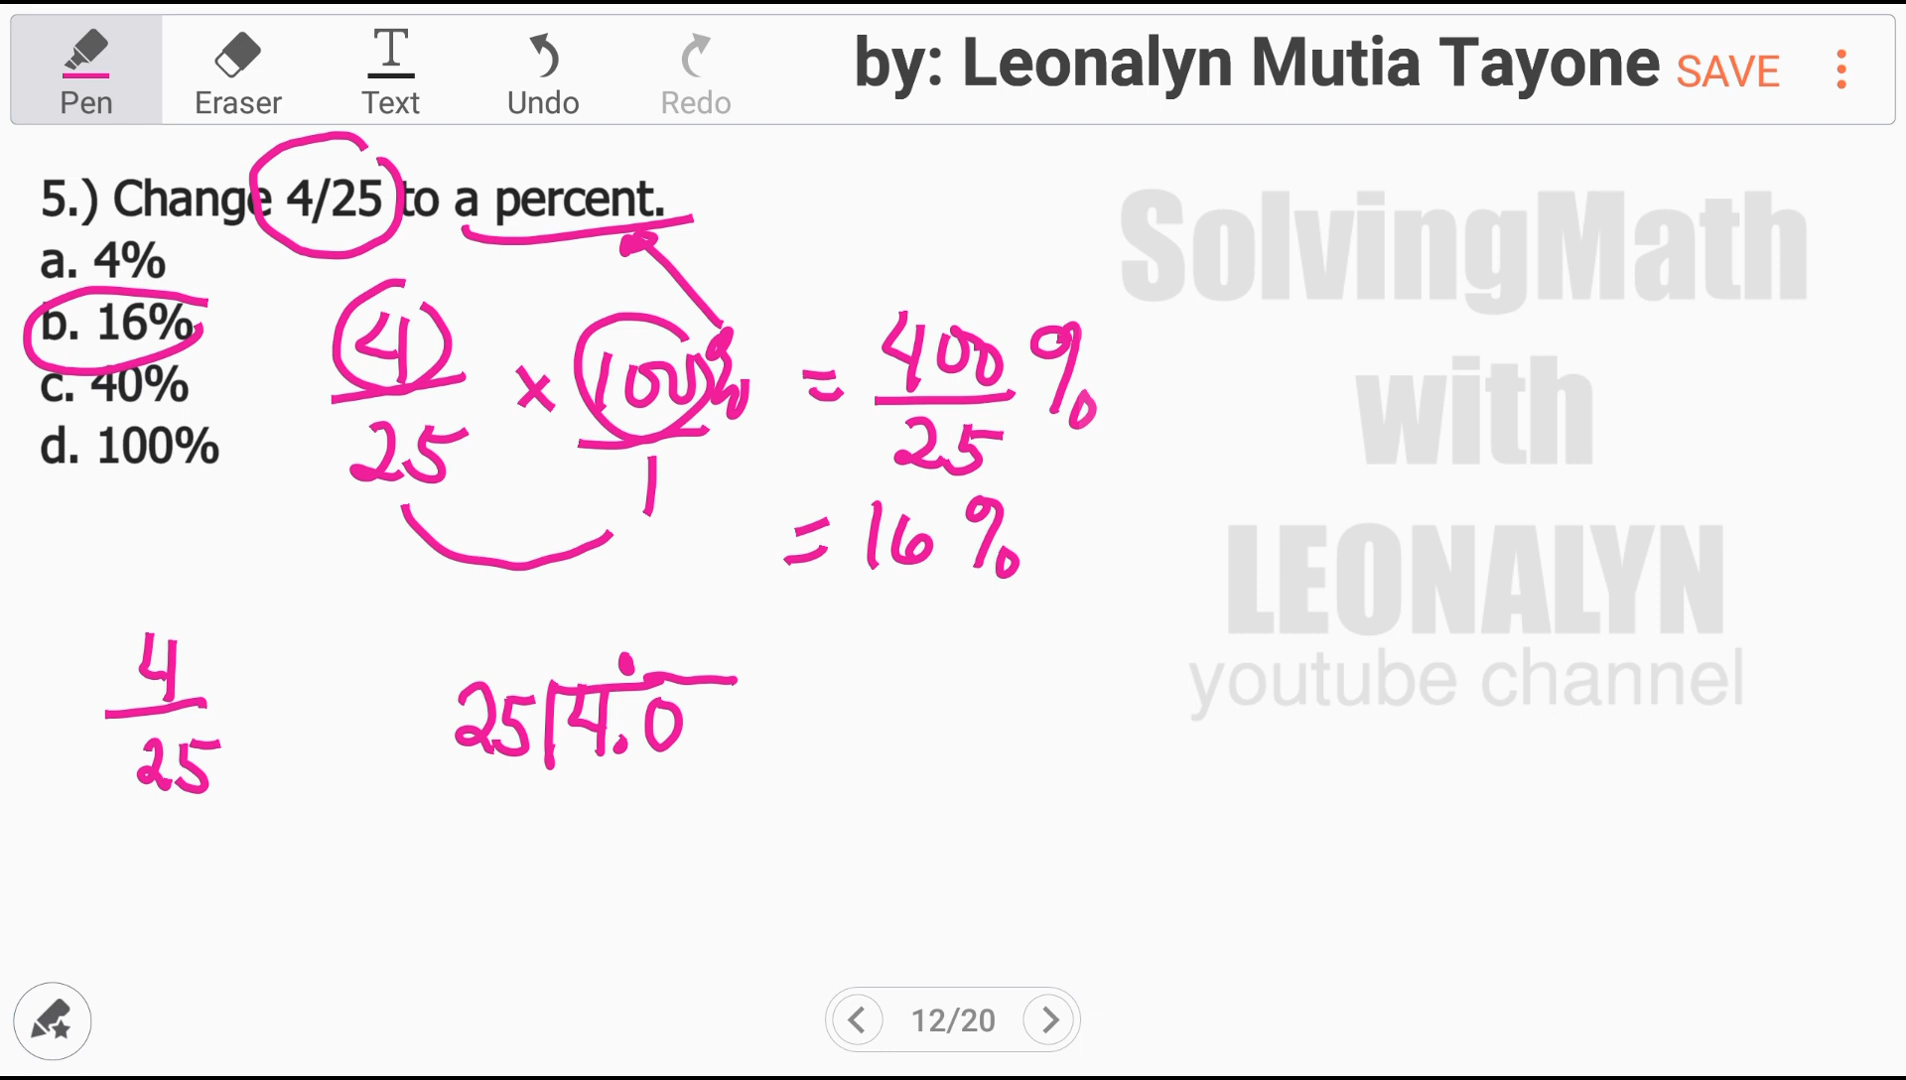 Pen Eraser Text Undo Redo by: Leonalyn Mutia Tayone SAVE
5.) Change 4/25 to a percent.
a. 4%
b. 16%
c. 40%
d. 100%
4/25 × 100%/1 = 400/25 %
= 16%
4/25
25 4.0
SolvingMath
with
LEONALYN
youtube channel
12/20